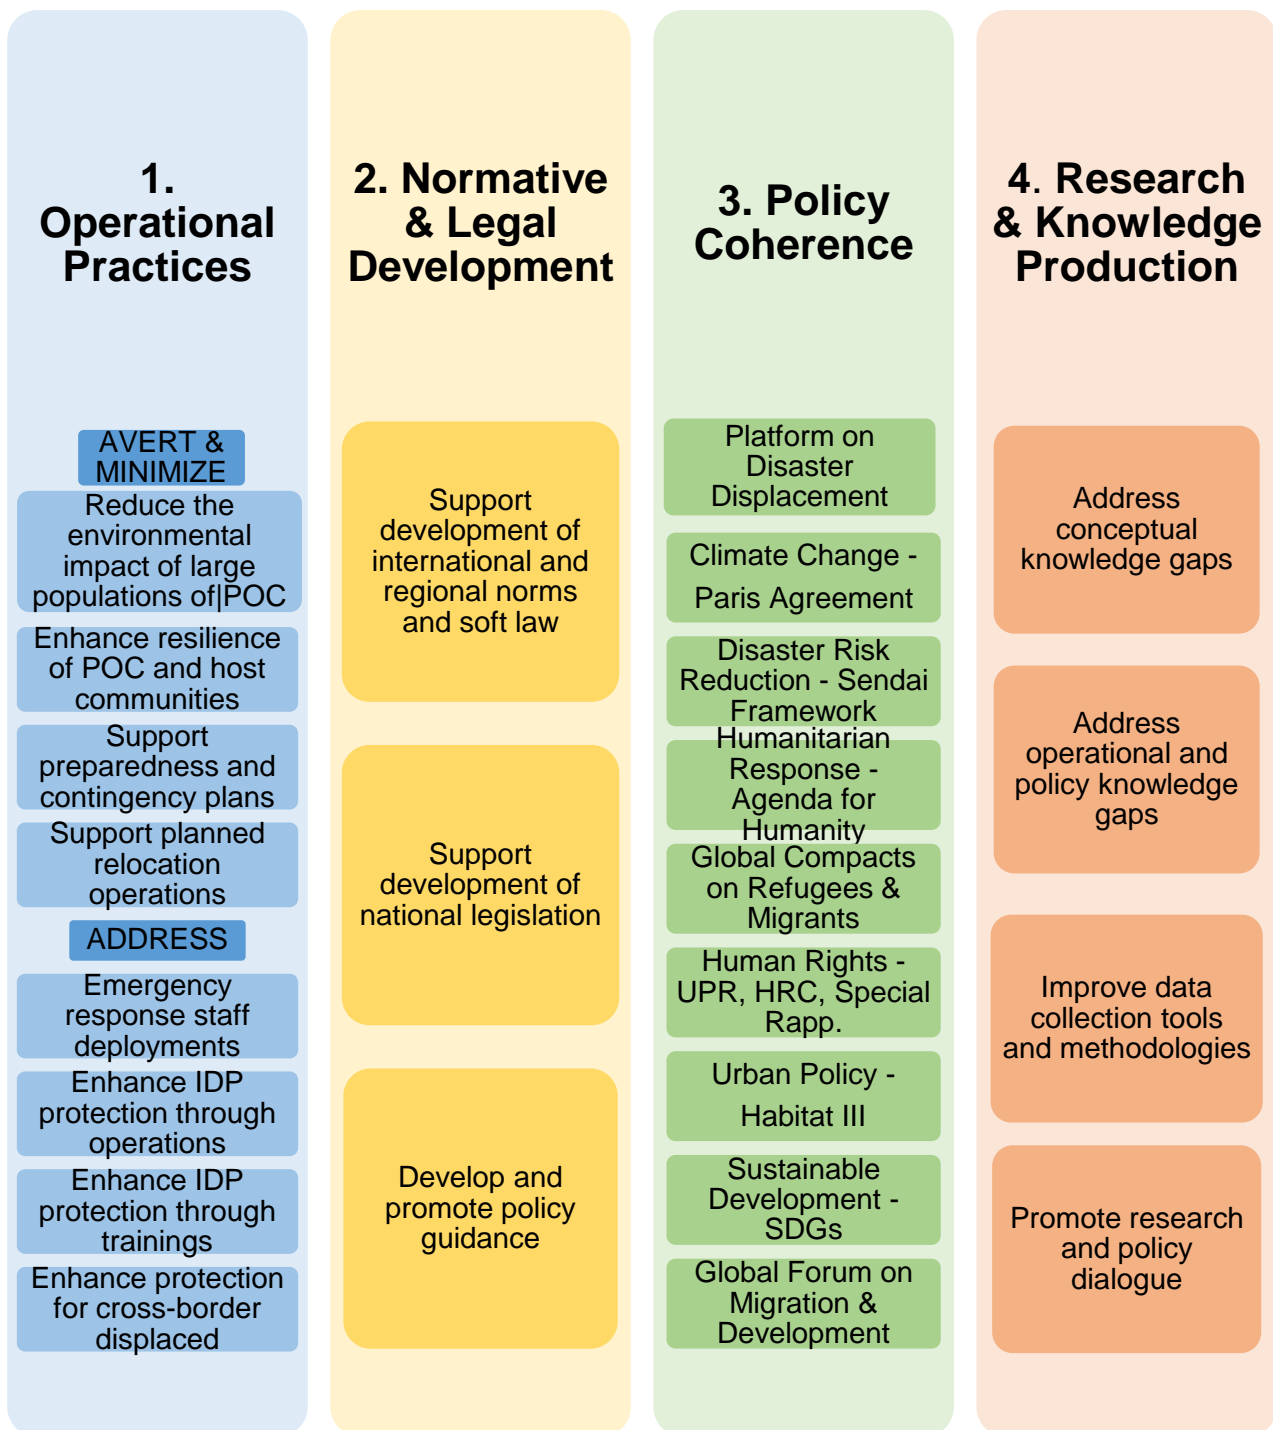 1.
Operational
Practices
AVERT &
MINIMIZE
Reduce the
environmental
impact of large
populations of|POC
Enhance resilience
of POC and host
communities
Support
preparedness and
contingency plans
Support planned
relocation
operations
ADDRESS
Emergency
response staff
deployments
Enhance IDP
protection through
operations
Enhance IDP
protection through
trainings
Enhance protection
for cross-border
displaced
2. Normative
& Legal
Development
Support
development of
international and
regional norms
and soft law
Support
development of
national legislation
Develop and
promote policy
guidance
3. Policy
Coherence
Platform on
Disaster
Displacement
Climate Change -
Paris Agreement
Disaster Risk
Reduction - Sendai
Framework
Humanitarian
Response -
Agenda for
Humanity
Global Compacts
on Refugees &
Migrants
Human Rights -
UPR, HRC, Special
Rapp.
Urban Policy -
Habitat III
Sustainable
Development -
SDGs
Global Forum on
Migration &
Development
4. Research
& Knowledge
Production
Address
conceptual
knowledge gaps
Address
operational and
policy knowledge
gaps
Improve data
collection tools
and methodologies
Promote research
and policy
dialogue